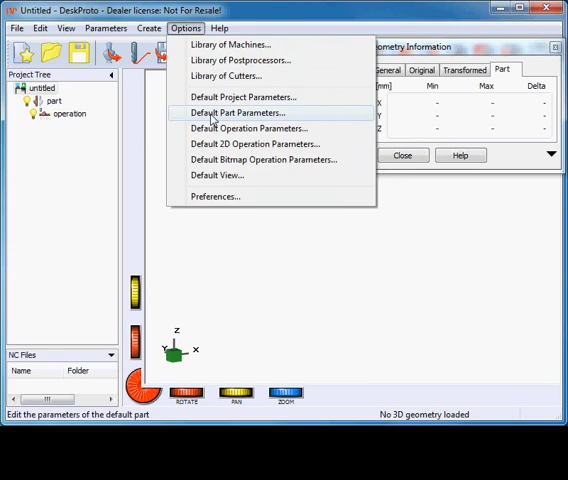 Untitled - DeskProto - Dealer license: Not For Resale!
File Edit View Parameters Create Options Help
Library of Machines...
Library of Postprocessors...
Library of Cutters...
Default Project Parameters...
Default Part Parameters...
Default Operation Parameters...
Default 2D Operation Parameters...
Default Bitmap Operation Parameters...
Default View...
Preferences...
Project Tree
untitled
part
operation
eometry Information
General Original Transformed Part
[mm] Min Max Delta
X - - -
Y - - -
Z - - -
Close Help
Z
Y X
NC Files
Name Folder
ROTATE PAN ZOOM
Edit the parameters of the default part No 3D geometry loaded